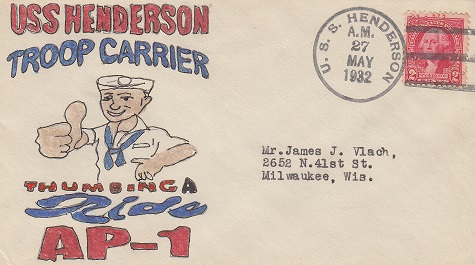 USS HENDERSON
TROOP CARRIER
THUMBING A
Ride
AP-1
U.S.S. HENDERSON
A.M.
27
MAY
1932
Mr.James J. Vlach,
2652 N.41st St.
Milwaukee, Wis.